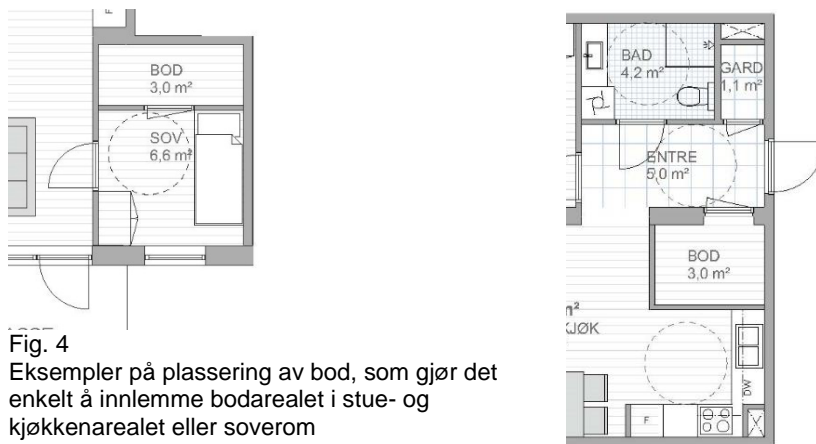 F
BOD
3,0 m²
SOV
6,6 m²
Fig. 4
Eksempler på plassering av bod, som gjør det
enkelt å innlemme bodarealet i stue- og
kjøkkenarealet eller soverom
BAD
4,2 m²
GARD
1,1 m²
ENTRE
5,0 m²
BOD
3,0 m²
m²
KJØK
F
DW